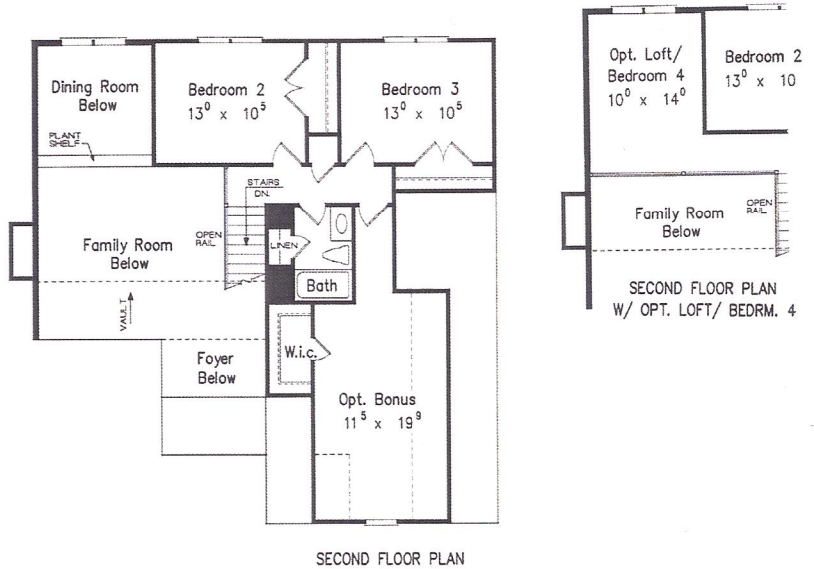 Dining Room
Below
PLANT
SHELF
Bedroom 2
13⁰ x 10⁵
Bedroom 3
13⁰ x 10⁵
STAIRS
DN.
OPEN
RAIL
Family Room
Below
VAULT
LINEN
Bath
Foyer
Below
W.i.c.
Opt. Bonus
11⁵ x 19⁹
SECOND FLOOR PLAN
Opt. Loft/
Bedroom 4
10⁰ x 14⁰
Bedroom 2
13⁰ x 10
OPEN
RAIL
Family Room
Below
SECOND FLOOR PLAN
W/ OPT. LOFT/ BEDRM. 4